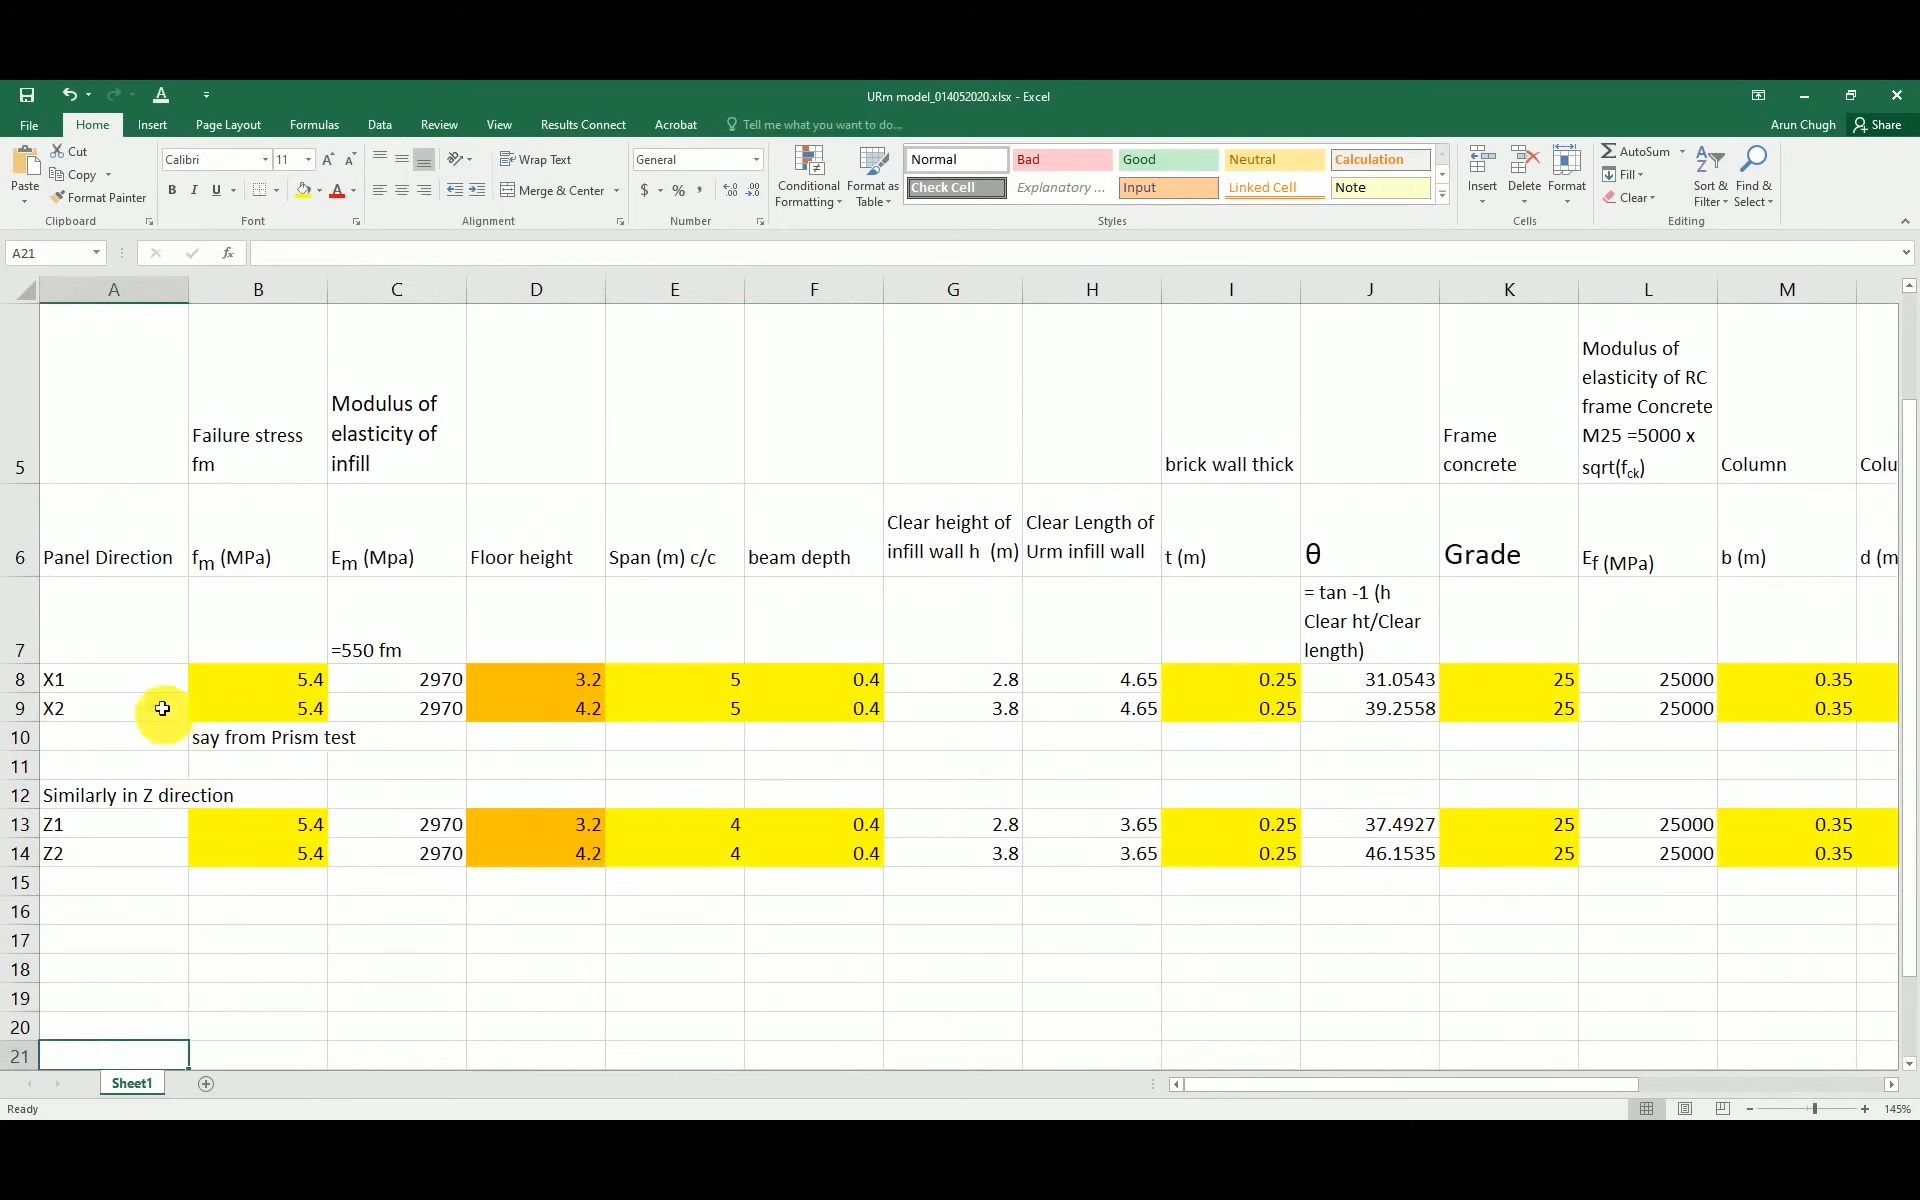 URm model_014052020.xlsx - Excel
File Home Insert Page Layout Formulas Data Review View Results Connect Acrobat Tell me what you want to do... Arun Chugh Share
Paste
Cut
Copy
Format Painter
Clipboard
Calibri 11
B I U
Font
Wrap Text
Merge & Center
Alignment
General
$ % ,
Number
Conditional Formatting
Format as Table
Normal Bad Good Neutral Calculation
Check Cell Explanatory ... Input Linked Cell Note
Styles
Insert Delete Format
Cells
AutoSum
Fill
Clear
Sort & Filter
Find & Select
Editing
A21 fx
A B C D E F G H I J K L M
5
Failure stress
fm
Modulus of
elasticity of
infill
brick wall thick
Frame
concrete
Modulus of
elasticity of RC
frame Concrete
M25 =5000 x
sqrt(fck)
Column
Colu
6
Panel Direction
fm (MPa)
Em (Mpa)
Floor height
Span (m) c/c
beam depth
Clear height of
infill wall h (m)
Clear Length of
Urm infill wall
t (m)
θ
Grade
Ef (MPa)
b (m)
d (m
7
=550 fm
= tan -1 (h
Clear ht/Clear
length)
8 X1 5.4 2970 3.2 5 0.4 2.8 4.65 0.25 31.0543 25 25000 0.35
9 X2 5.4 2970 4.2 5 0.4 3.8 4.65 0.25 39.2558 25 25000 0.35
10 say from Prism test
11
12 Similarly in Z direction
13 Z1 5.4 2970 3.2 4 0.4 2.8 3.65 0.25 37.4927 25 25000 0.35
14 Z2 5.4 2970 4.2 4 0.4 3.8 3.65 0.25 46.1535 25 25000 0.35
15
16
17
18
19
20
21
Sheet1
Ready 145%